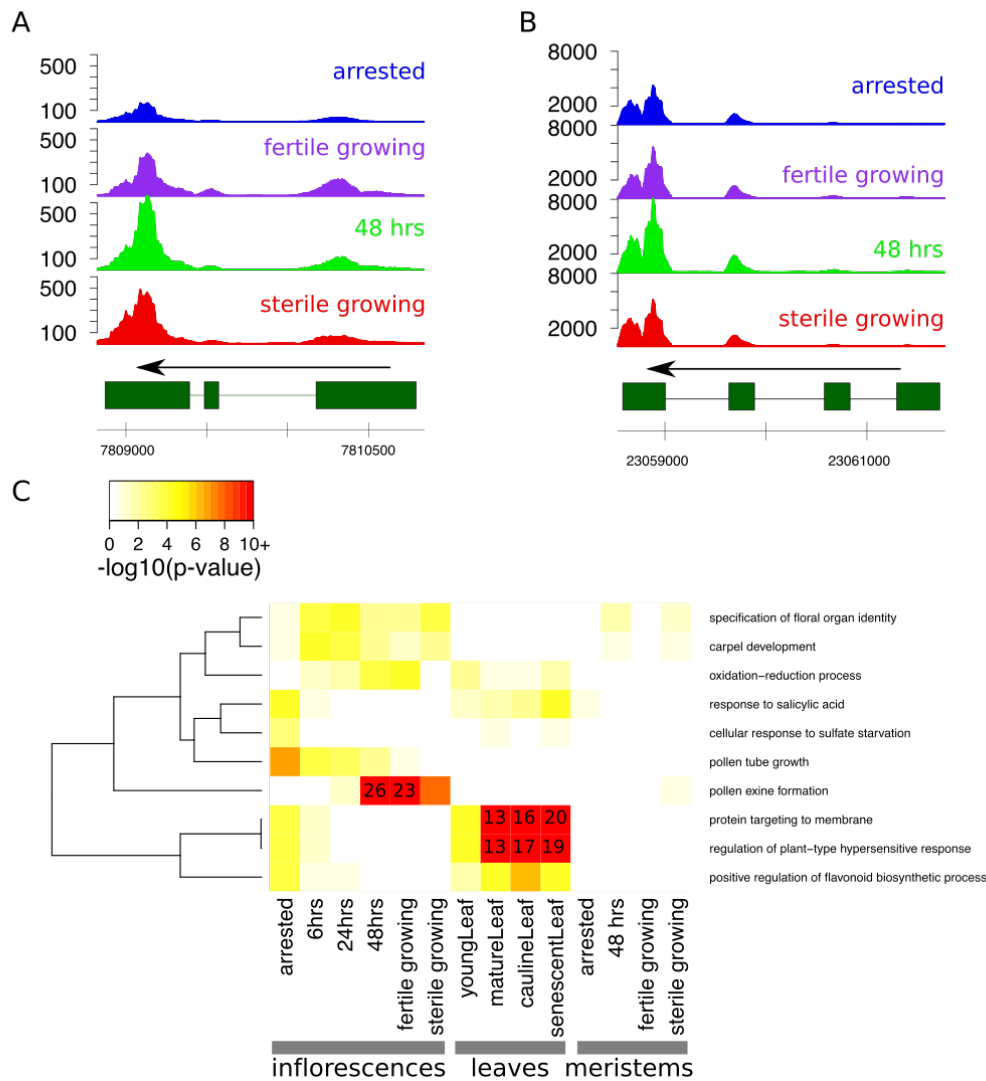 A
500
100
arrested
500
100
fertile growing
500
100
48 hrs
500
100
sterile growing
7809000 7810500
B
8000
2000
arrested
8000
2000
fertile growing
8000
2000
48 hrs
8000
2000
sterile growing
23059000 23061000
C
0 2 4 6 8 10+
-log10(p-value)
specification of floral organ identity
carpel development
oxidation−reduction process
response to salicylic acid
cellular response to sulfate starvation
pollen tube growth
26 23 pollen exine formation
13 16 20 protein targeting to membrane
13 17 19 regulation of plant−type hypersensitive response
positive regulation of flavonoid biosynthetic process
arrested
6hrs
24hrs
48hrs
fertile growing
sterile growing
youngLeaf
matureLeaf
caulineLeaf
senescentLeaf
arrested
48 hrs
fertile growing
sterile growing
inflorescences leaves meristems